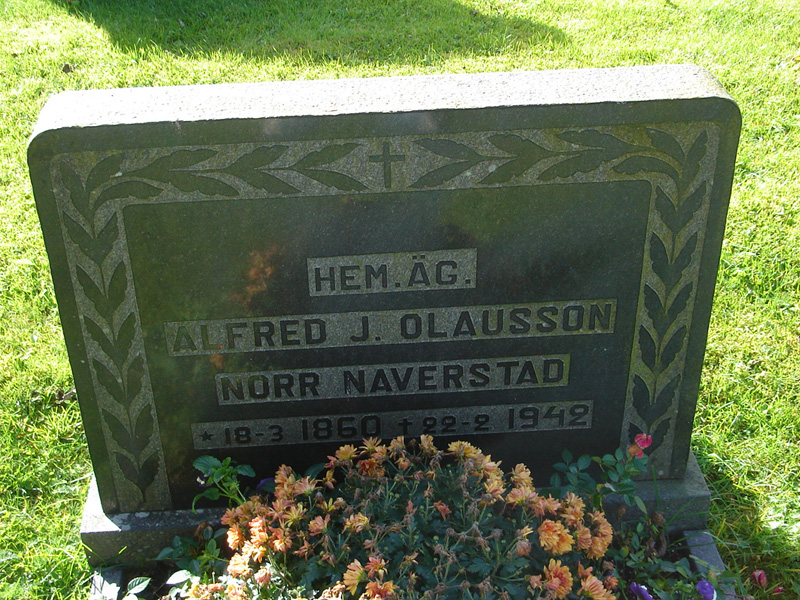 HEM.ÄG.
ALFRED J. OLAUSSON
NORR NAVERSTAD
* 18-3 1860 † 22-2 1942